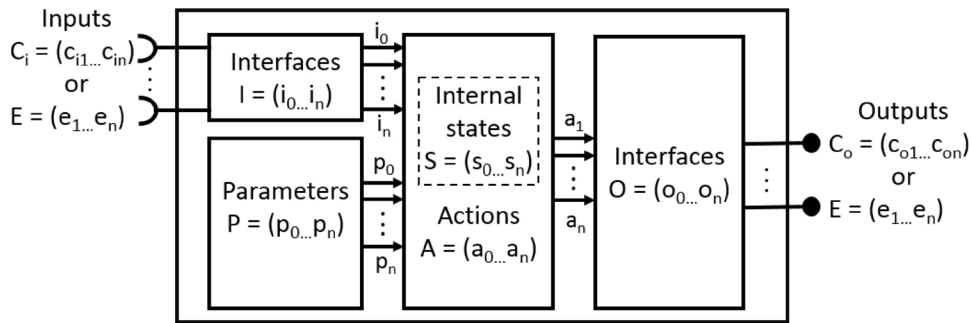 Inputs
Cᵢ = (cᵢ₁...cᵢₙ)
or
E = (e₁...eₙ)
Interfaces
I = (i₀...iₙ)
i₀
iₙ
Parameters
P = (p₀...pₙ)
p₀
pₙ
Internal
states
S = (s₀...sₙ)
Actions
A = (a₀...aₙ)
a₁
aₙ
Interfaces
O = (o₀...oₙ)
Outputs
Cₒ = (cₒ₁...cₒₙ)
or
E = (e₁...eₙ)